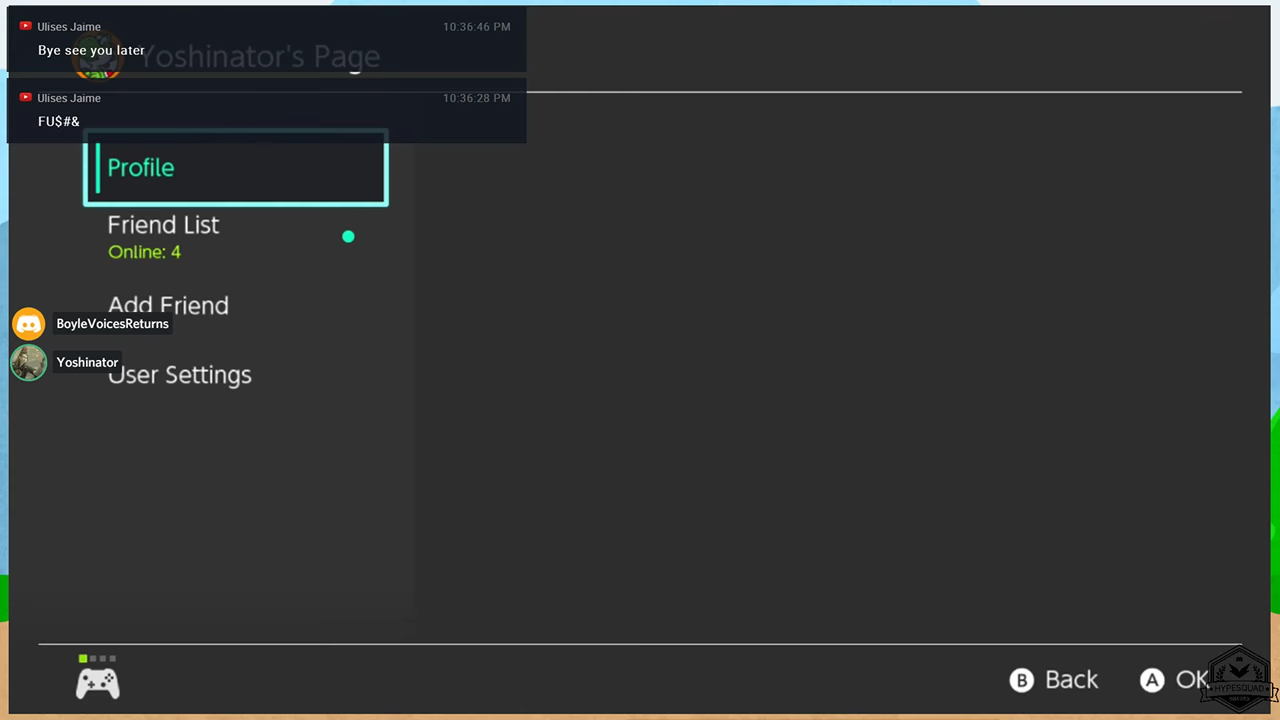 Ulises Jaime 10:36:46 PM
Bye see you later
Yoshinator's Page
Ulises Jaime 10:36:28 PM
FU$#&
Profile
Friend List
Online: 4
Add Friend
BoyleVoicesReturns
Yoshinator
User Settings
B Back A OK
HYPESQUAD